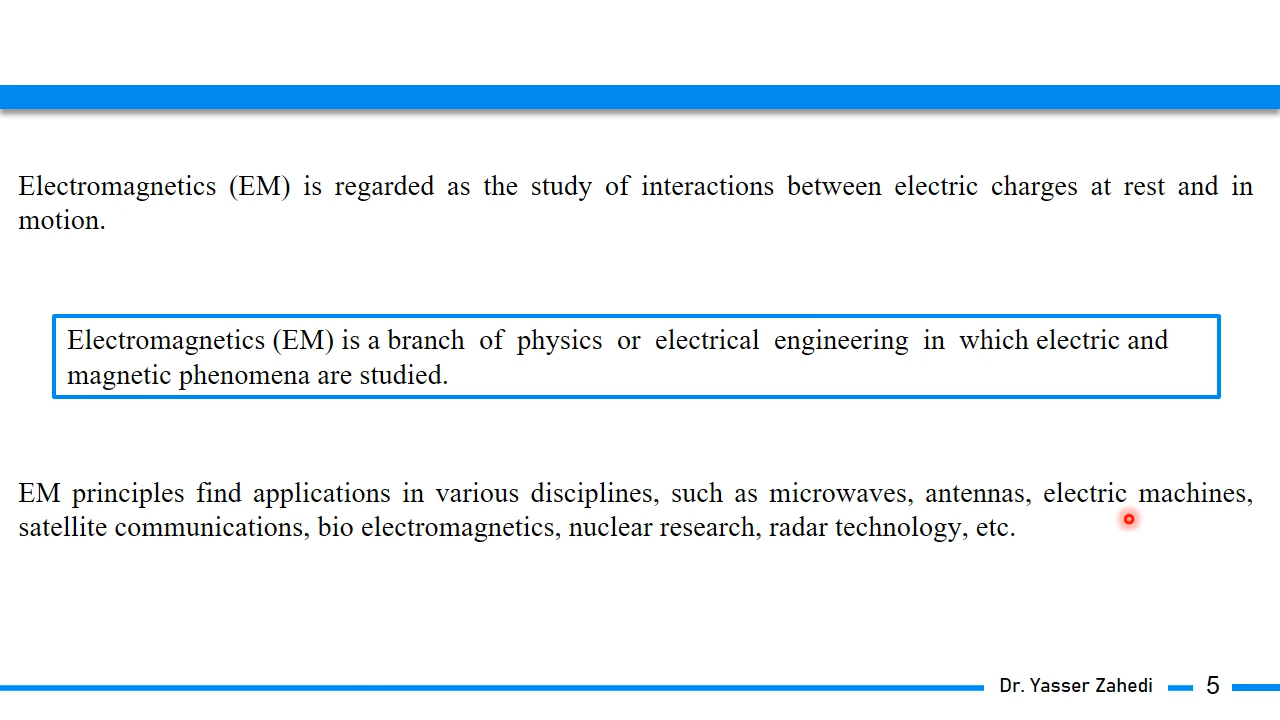 Electromagnetics (EM) is regarded as the study of interactions between electric charges at rest and in
motion.
Electromagnetics (EM) is a branch of physics or electrical engineering in which electric and
magnetic phenomena are studied.
EM principles find applications in various disciplines, such as microwaves, antennas, electric machines,
satellite communications, bio electromagnetics, nuclear research, radar technology, etc.
Dr. Yasser Zahedi 5